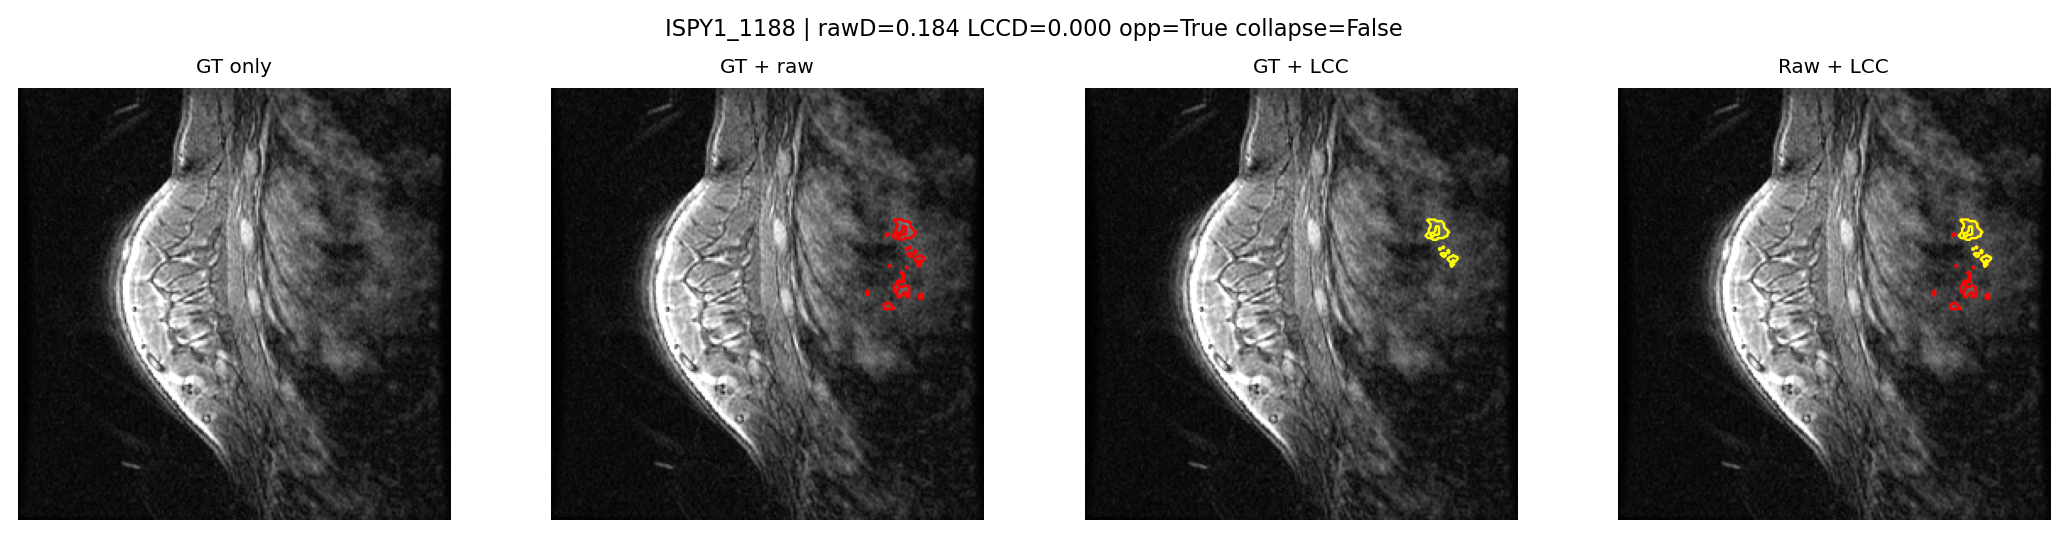 ISPY1_1188 | rawD=0.184 LCCD=0.000 opp=True collapse=False
GT only
GT + raw
GT + LCC
Raw + LCC